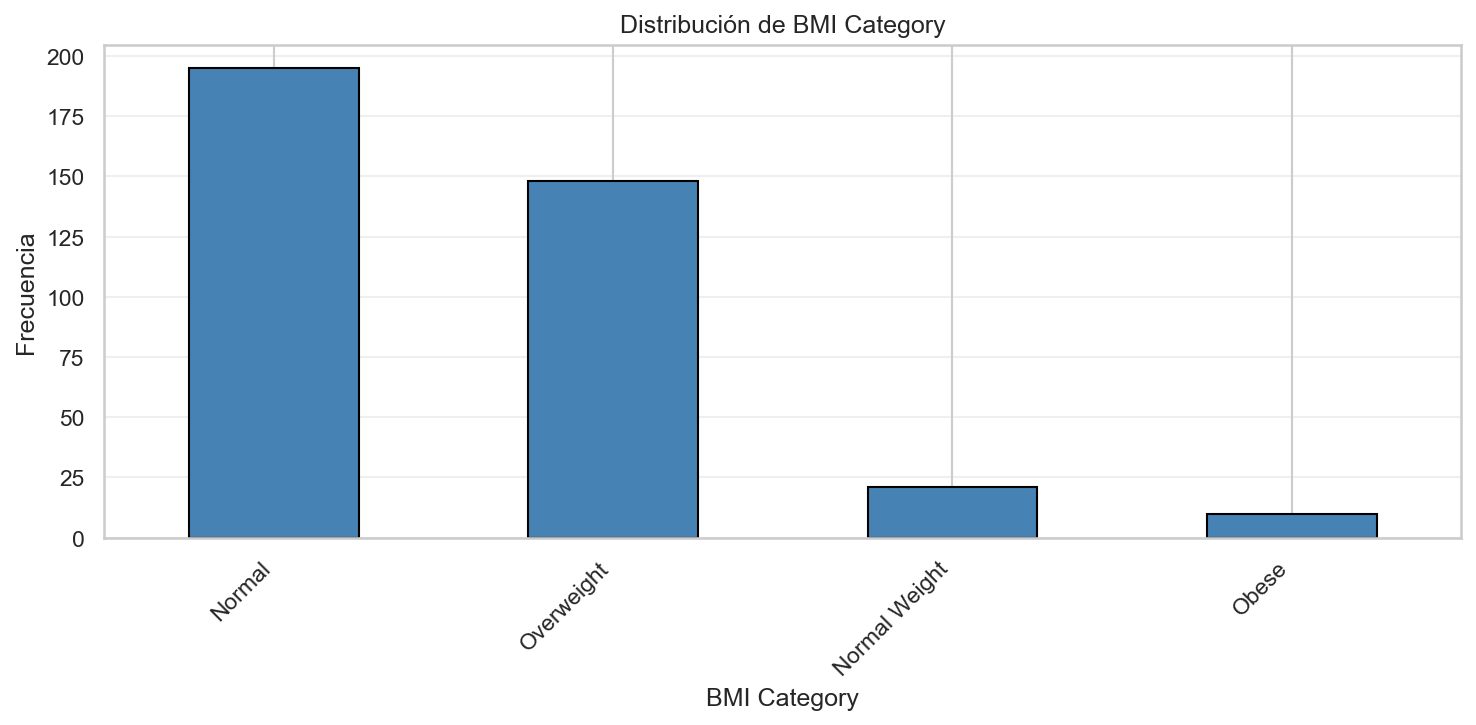 Distribución de BMI Category
Frecuencia
200
175
150
125
100
75
50
25
0
Normal
Overweight
Normal Weight
Obese
BMI Category